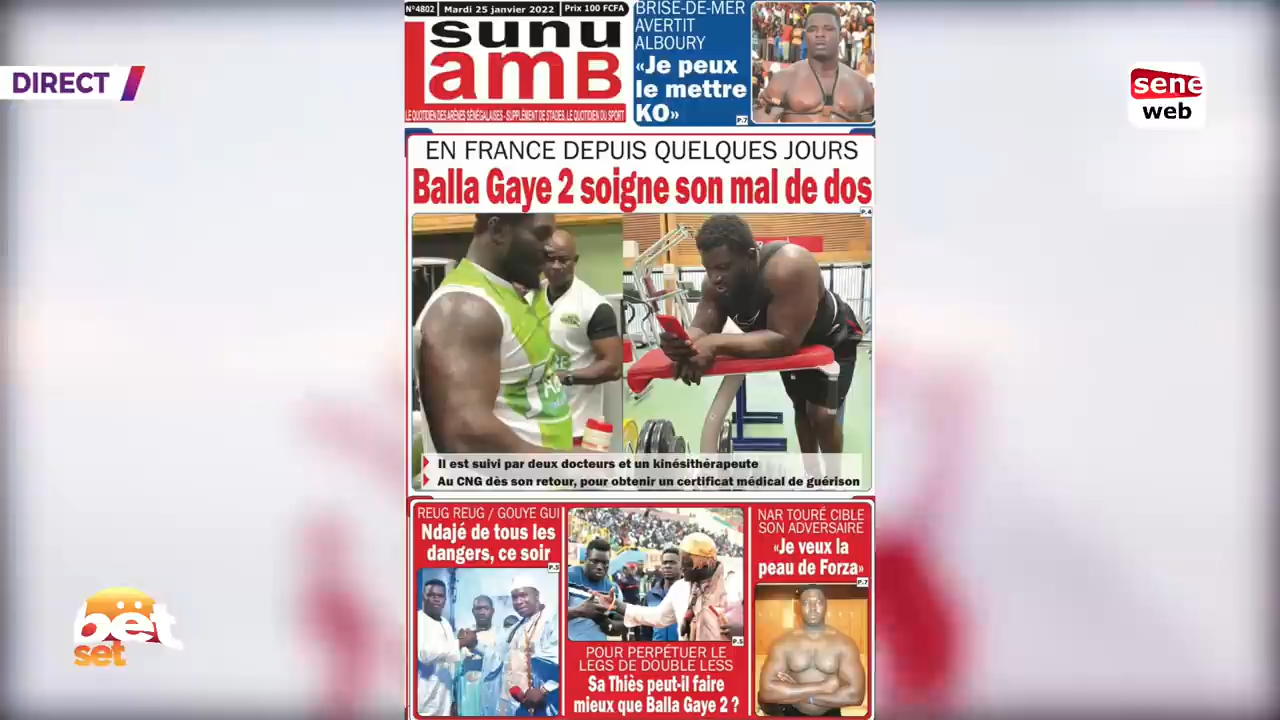 DIRECT
sene
web
N°4802 Mardi 25 janvier 2022 Prix 100 FCFA
sunu
lamB
LE QUOTIDIEN DES ARÈNES SÉNÉGALAISES - SUPPLÉMENT DE STADES, LE QUOTIDIEN DU SPORT
BRISE-DE-MER
AVERTIT
ALBOURY
«Je peux
le mettre
KO»
P.7
EN FRANCE DEPUIS QUELQUES JOURS
Balla Gaye 2 soigne son mal de dos
P.4
Il est suivi par deux docteurs et un kinésithérapeute
Au CNG dès son retour, pour obtenir un certificat médical de guérison
REUG REUG / GOUYE GUI
Ndajé de tous les
dangers, ce soir
P.5
POUR PERPÉTUER LE
LEGS DE DOUBLE LESS
Sa Thiès peut-il faire
mieux que Balla Gaye 2 ?
P.5
NAR TOURÉ CIBLE
SON ADVERSAIRE
«Je veux la
peau de Forza»
P.7
bet
set